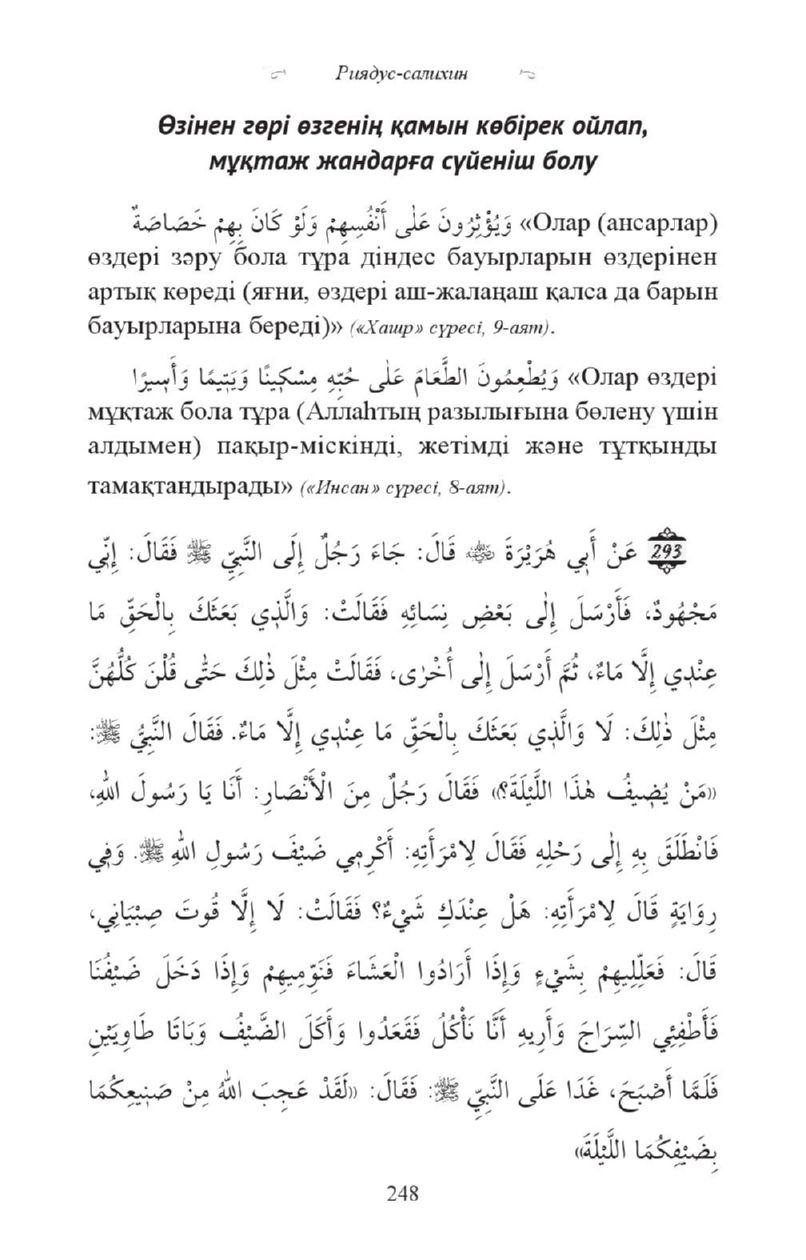 Риядус-салихин
Өзінен гөрі өзгенің қамын көбірек ойлап,
мұқтаж жандарға сүйеніш болу
وَيُؤْثِرُونَ عَلٰى أَنْفُسِهِمْ وَلَوْ كَانَ بِهِمْ خَصَاصَةٌ «Олар (ансарлар)
өздері зәру бола тұра діндес бауырларын өздерінен
артық көреді (яғни, өздері аш-жалаңаш қалса да барын
бауырларына береді)» («Хашр» сүресі, 9-аят).
وَيُطْعِمُونَ الطَّعَامَ عَلٰى حُبِّهِ مِسْكِينًا وَيَتِيمًا وَأَسِيرًا «Олар өздері
мұқтаж бола тұра (Аллаһтың разылығына бөлену үшін
алдымен) пақыр-міскінді, жетімді және тұтқынды
тамақтандырады» («Инсан» сүресі, 8-аят).
293 عَنْ أَبِي هُرَيْرَةَ ﷺ قَالَ: جَاءَ رَجُلٌ إِلَى النَّبِيِّ ﷺ فَقَالَ: إِنِّي
مَجْهُودٌ، فَأَرْسَلَ إِلٰى بَعْضِ نِسَائِهِ فَقَالَتْ: وَالَّذِي بَعَثَكَ بِالْحَقِّ مَا
عِنْدِي إِلَّا مَاءٌ، ثُمَّ أَرْسَلَ إِلٰى أُخْرٰى، فَقَالَتْ مِثْلَ ذٰلِكَ حَتّٰى قُلْنَ كُلُّهُنَّ
مِثْلَ ذٰلِكَ: لَا وَالَّذِي بَعَثَكَ بِالْحَقِّ مَا عِنْدِي إِلَّا مَاءٌ. فَقَالَ النَّبِيُّ ﷺ:
«مَنْ يُضِيفُ هٰذَا اللَّيْلَةَ؟» فَقَالَ رَجُلٌ مِنَ الْأَنْصَارِ: أَنَا يَا رَسُولَ اللهِ،
فَانْطَلَقَ بِهِ إِلٰى رَحْلِهِ فَقَالَ لِامْرَأَتِهِ: أَكْرِمِي ضَيْفَ رَسُولِ اللهِ ﷺ. وَفِي
رِوَايَةٍ قَالَ لِامْرَأَتِهِ: هَلْ عِنْدَكِ شَيْءٌ؟ فَقَالَتْ: لَا إِلَّا قُوتَ صِبْيَانِي،
قَالَ: فَعَلِّلِيهِمْ بِشَيْءٍ وَإِذَا أَرَادُوا الْعَشَاءَ فَنَوِّمِيهِمْ وَإِذَا دَخَلَ ضَيْفُنَا
فَأَطْفِئِي السِّرَاجَ وَأَرِيهِ أَنَّا نَأْكُلُ فَقَعَدُوا وَأَكَلَ الضَّيْفُ وَبَاتَا طَاوِيَيْنِ
فَلَمَّا أَصْبَحَ، غَدَا عَلَى النَّبِيِّ ﷺ: فَقَالَ: «لَقَدْ عَجِبَ اللهُ مِنْ صَنِيعِكُمَا
بِضَيْفِكُمَا اللَّيْلَةَ»
248